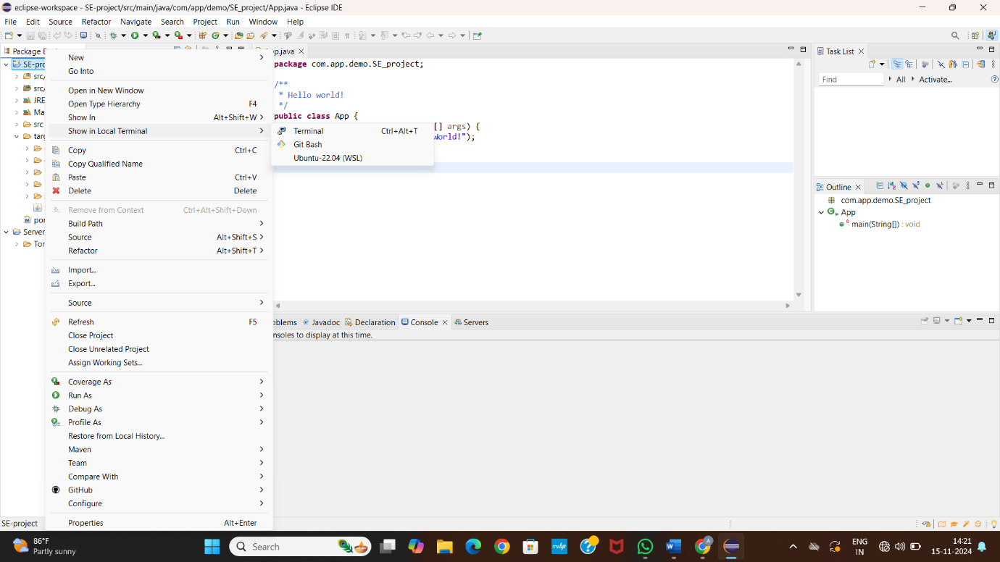 eclipse-workspace - SE-project/src/main/java/com/app/demo/SE_project/App.java - Eclipse IDE
File Edit Source Refactor Navigate Search Project Run Window Help
Package E
SE-pro
src/
src/
JRE
Ma
src
targ
pon
Server
Tor
New
Go Into
Open in New Window
Open Type Hierarchy F4
Show In Alt+Shift+W >
Show in Local Terminal
Copy Ctrl+C
Copy Qualified Name
Paste Ctrl+V
Delete Delete
Remove from Context Ctrl+Alt+Shift+Down
Build Path
Source Alt+Shift+S >
Refactor Alt+Shift+T >
Import...
Export...
Source
Refresh F5
Close Project
Close Unrelated Project
Assign Working Sets...
Coverage As
Run As
Debug As
Profile As
Restore from Local History...
Maven
Team
Compare With
GitHub
Configure
Properties Alt+Enter
Terminal Ctrl+Alt+T
Git Bash
Ubuntu-22.04 (WSL)
pp.java
package com.app.demo.SE_project;
/**
* Hello world!
*/
public class App {
[] args) {
World!");
oblems Javadoc Declaration Console Servers
nsoles to display at this time.
Task List
Find All Activate...
Outline
com.app.demo.SE_project
App
main(String[]) : void
SE-project
86°F
Partly sunny
Search
myHP
ENG
IN
14:21
15-11-2024